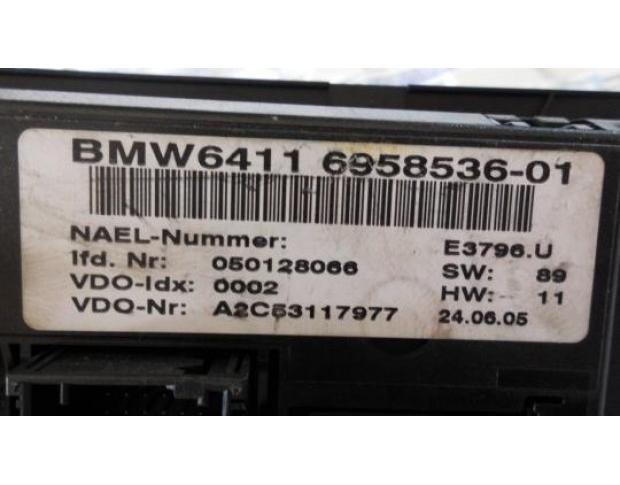 BMW6411 6958536-01
NAEL-Nummer: E3796.U
lfd. Nr: 050128066 SW: 89
VDO-Idx: 0002 HW: 11
VDO-Nr: A2C53117977 24.06.05